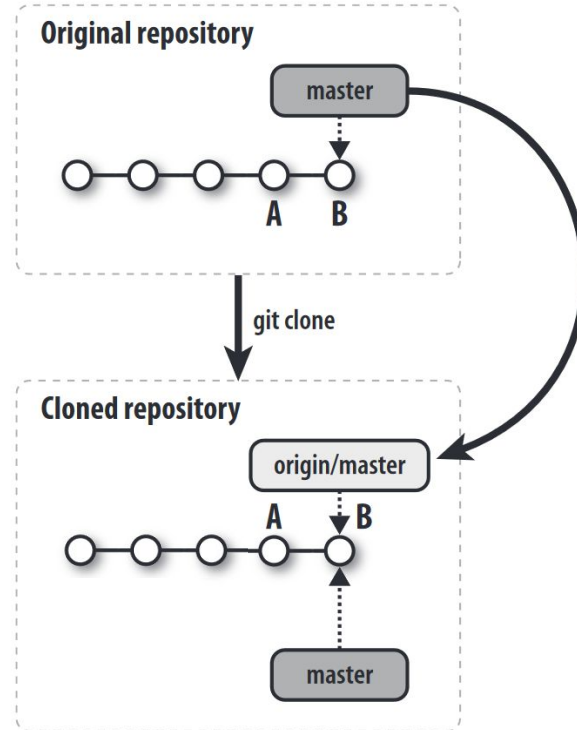 Original repository
master
A B
git clone
Cloned repository
origin/master
A B
master